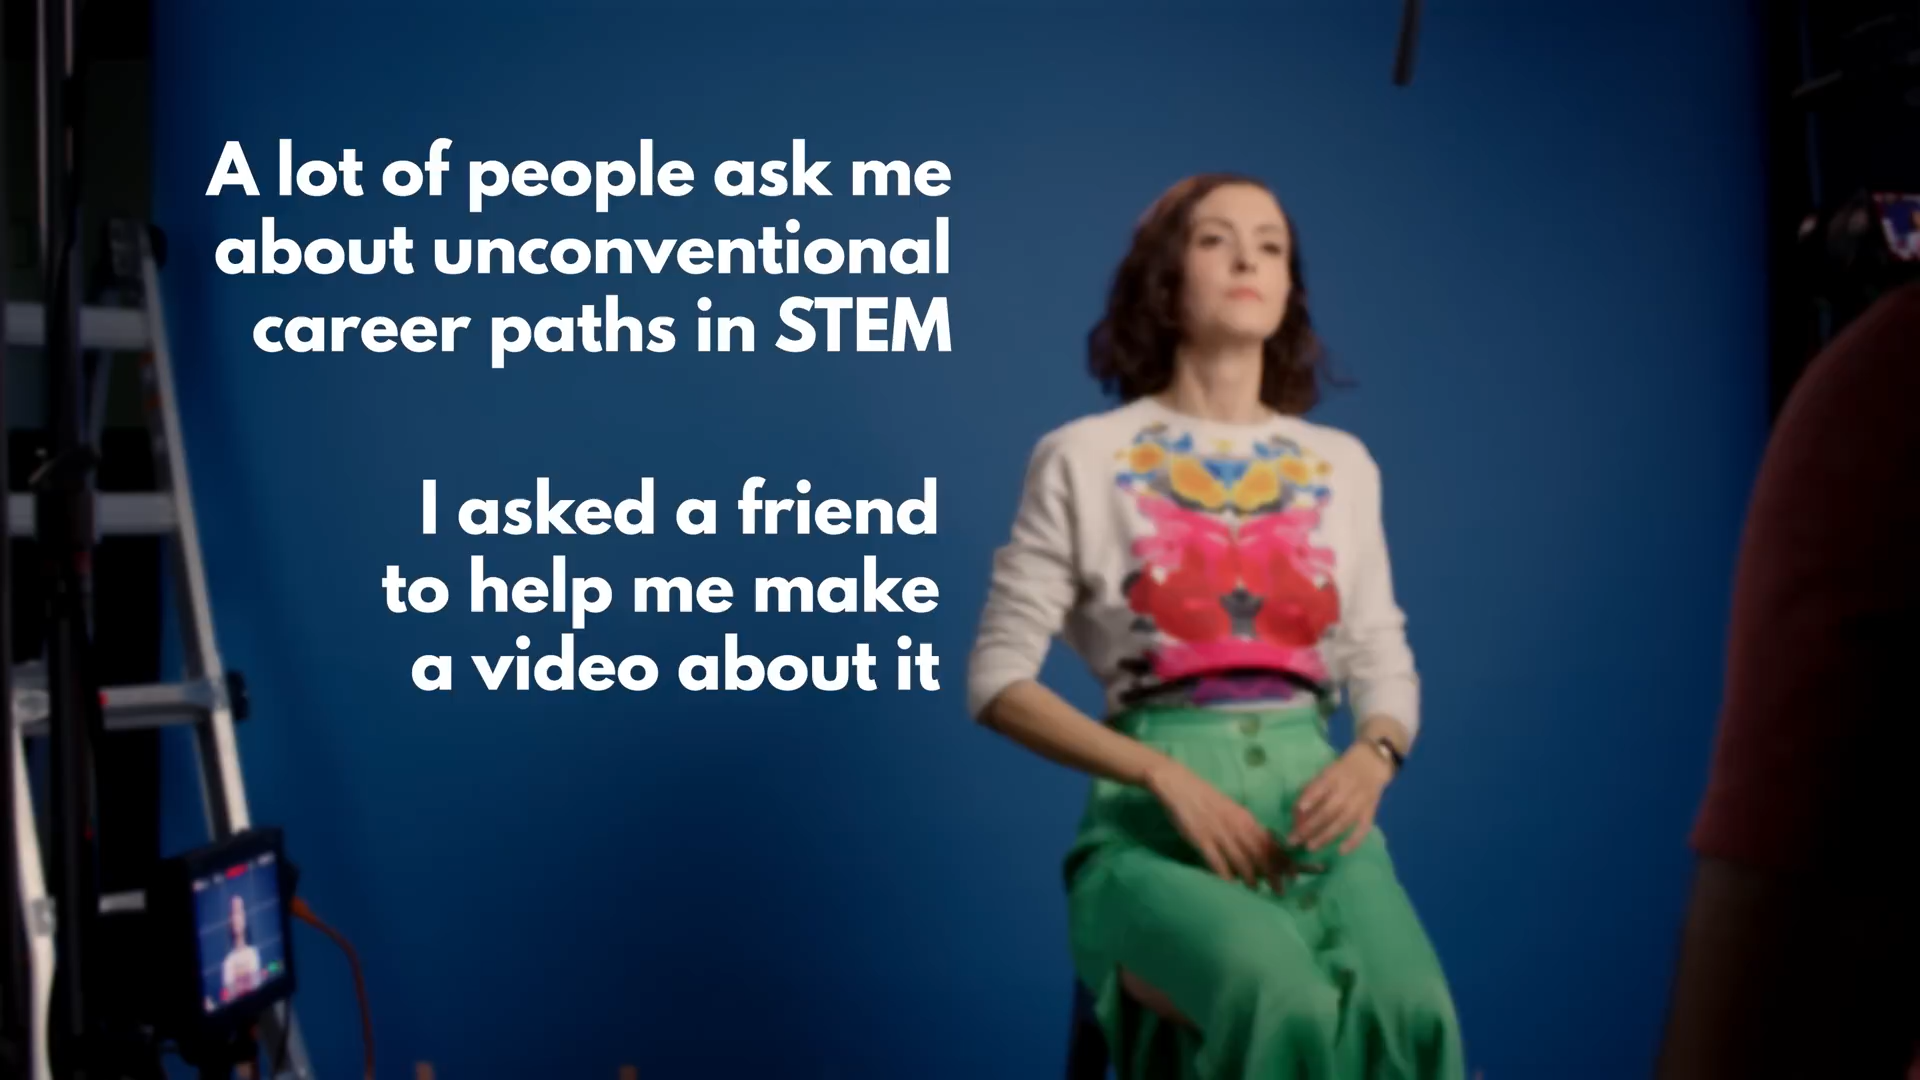 A lot of people ask me
about unconventional
career paths in STEM
I asked a friend
to help me make
a video about it